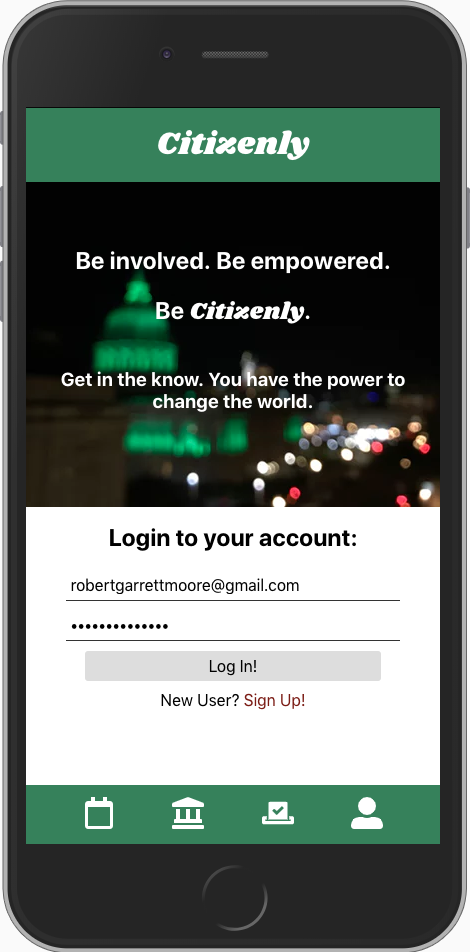 Citizenly
Be involved. Be empowered.
Be Citizenly.
Get in the know. You have the power to
change the world.
Login to your account:
robertgarrettmoore@gmail.com
••••••••••••••
Log In!
New User? Sign Up!